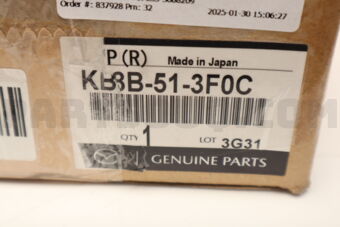 Order #: 837928 Prn: 32
2025-01-30 15:06:27
P (R) Made in Japan
KB8B-51-3F0C
QTY 1 LOT 3G31
GENUINE PARTS